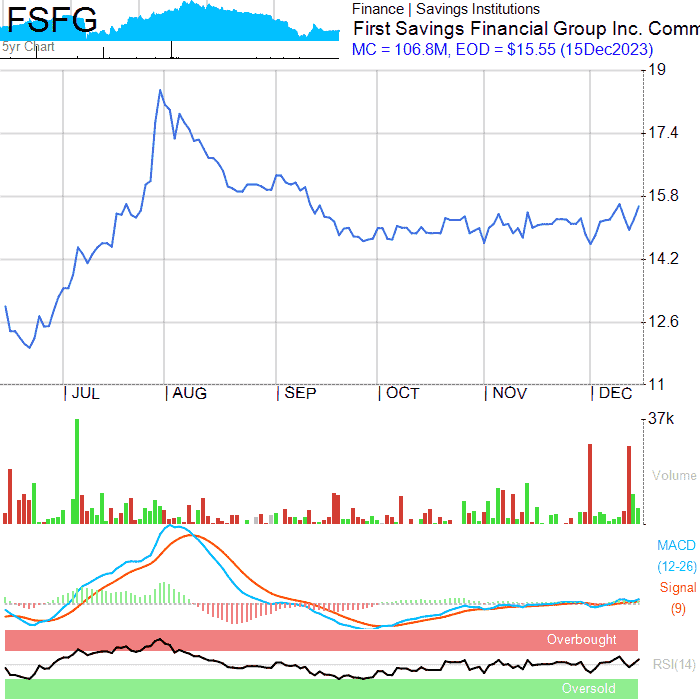 FSFG
5yr Chart
Finance | Savings Institutions
First Savings Financial Group Inc. Comm
MC = 106.8M, EOD = $15.55 (15Dec2023)
19
17.4
15.8
14.2
12.6
11
JUL AUG SEP OCT NOV DEC
37k
Volume
MACD
(12-26)
Signal
(9)
Overbought
RSI(14)
Oversold